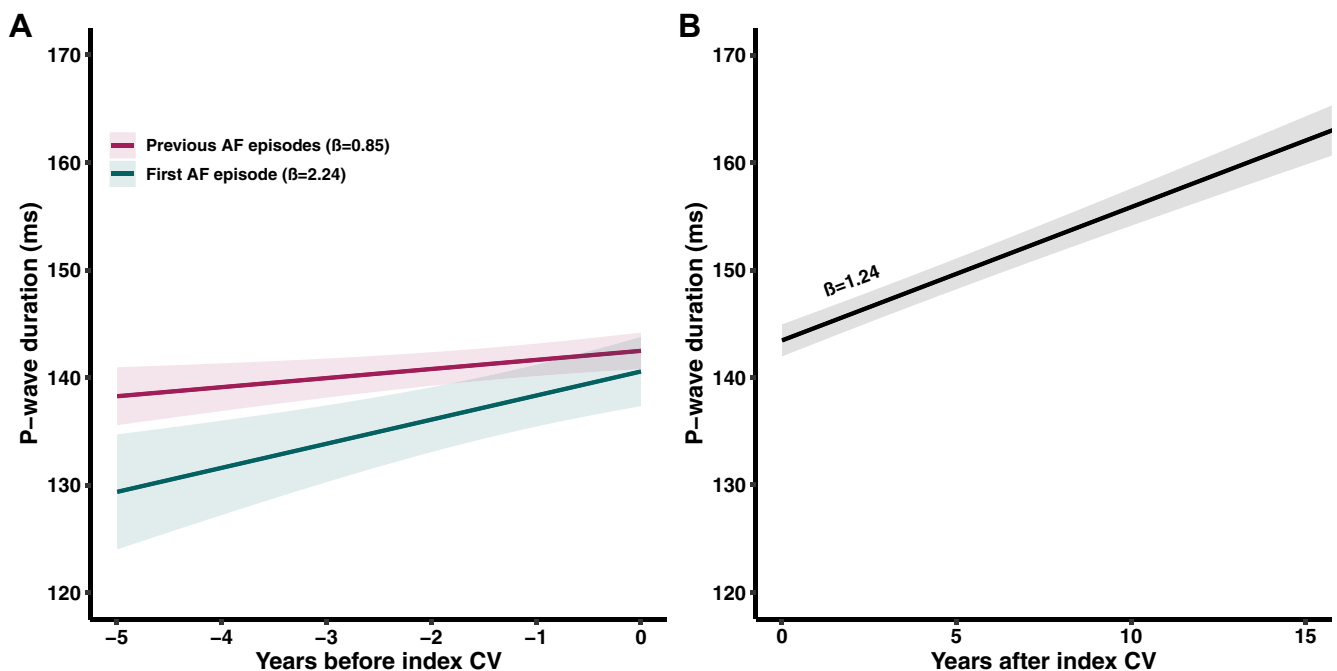 A
170
160
150
140
130
120
P−wave duration (ms)
Previous AF episodes (ß=0.85)
First AF episode (ß=2.24)
−5
−4
−3
−2
−1
0
Years before index CV
B
170
160
150
140
130
120
P−wave duration (ms)
ß=1.24
0
5
10
15
Years after index CV